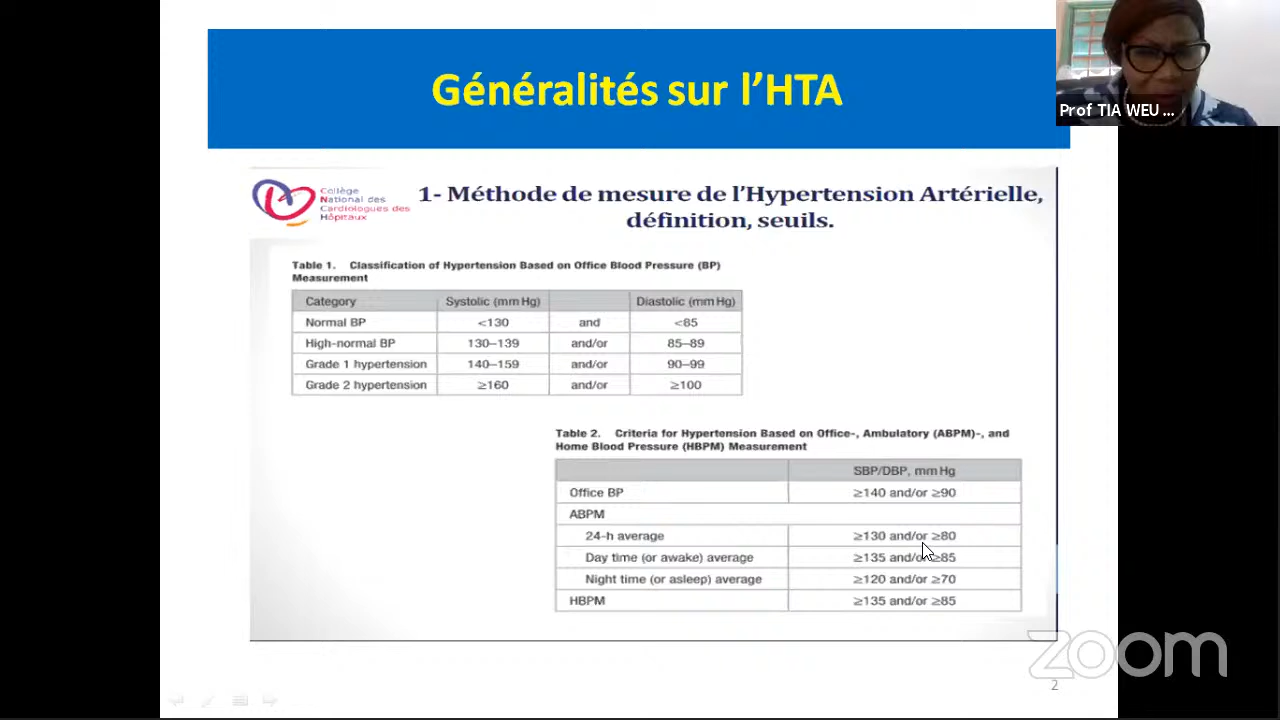 Généralités sur l'HTA
Prof TIA WEU ...
Collège
National des
Cardiologues des
Hôpitaux
1- Méthode de mesure de l'Hypertension Artérielle,
définition, seuils.
Table 1. Classification of Hypertension Based on Office Blood Pressure (BP)
Measurement
Category Systolic (mm Hg) Diastolic (mm Hg)
Normal BP <130 and <85
High-normal BP 130–139 and/or 85–89
Grade 1 hypertension 140–159 and/or 90–99
Grade 2 hypertension ≥160 and/or ≥100
Table 2. Criteria for Hypertension Based on Office-, Ambulatory (ABPM)-, and
Home Blood Pressure (HBPM) Measurement
SBP/DBP, mm Hg
Office BP ≥140 and/or ≥90
ABPM
24-h average ≥130 and/or ≥80
Day time (or awake) average ≥135 and/or ≥85
Night time (or asleep) average ≥120 and/or ≥70
HBPM ≥135 and/or ≥85
zoom
2